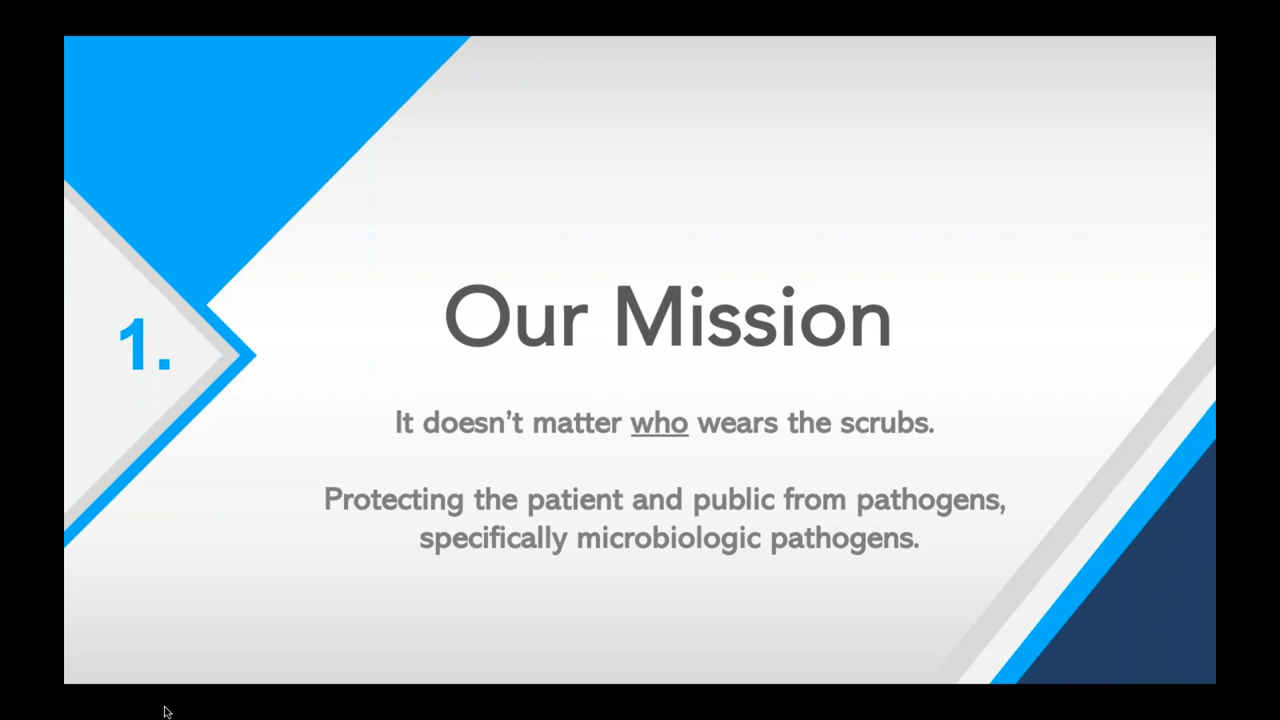 1.
Our Mission
It doesn’t matter who wears the scrubs.
Protecting the patient and public from pathogens,
specifically microbiologic pathogens.